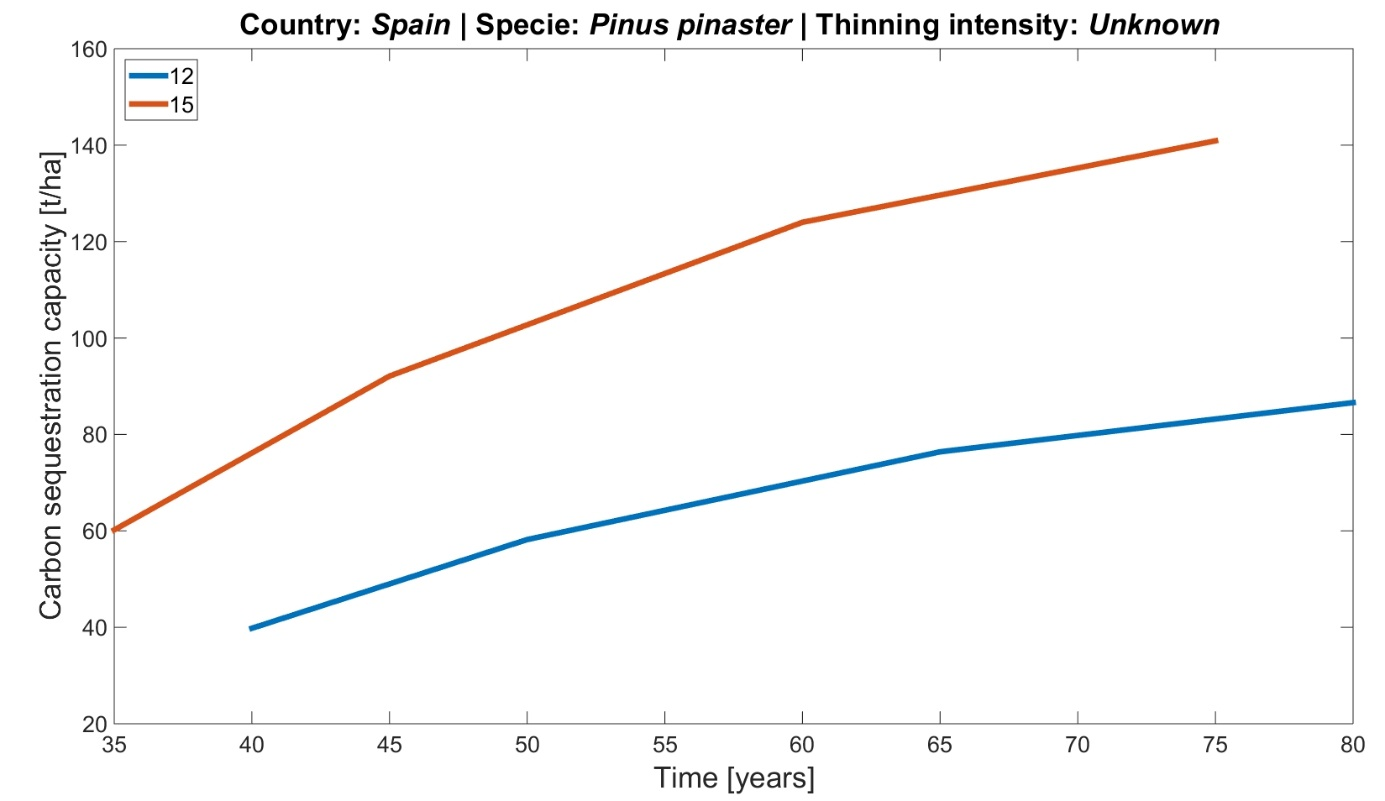 Country: Spain | Specie: Pinus pinaster | Thinning intensity: Unknown
12
15
Carbon sequestration capacity [t/ha]
160
140
120
100
80
60
40
20
35 40 45 50 55 60 65 70 75 80
Time [years]